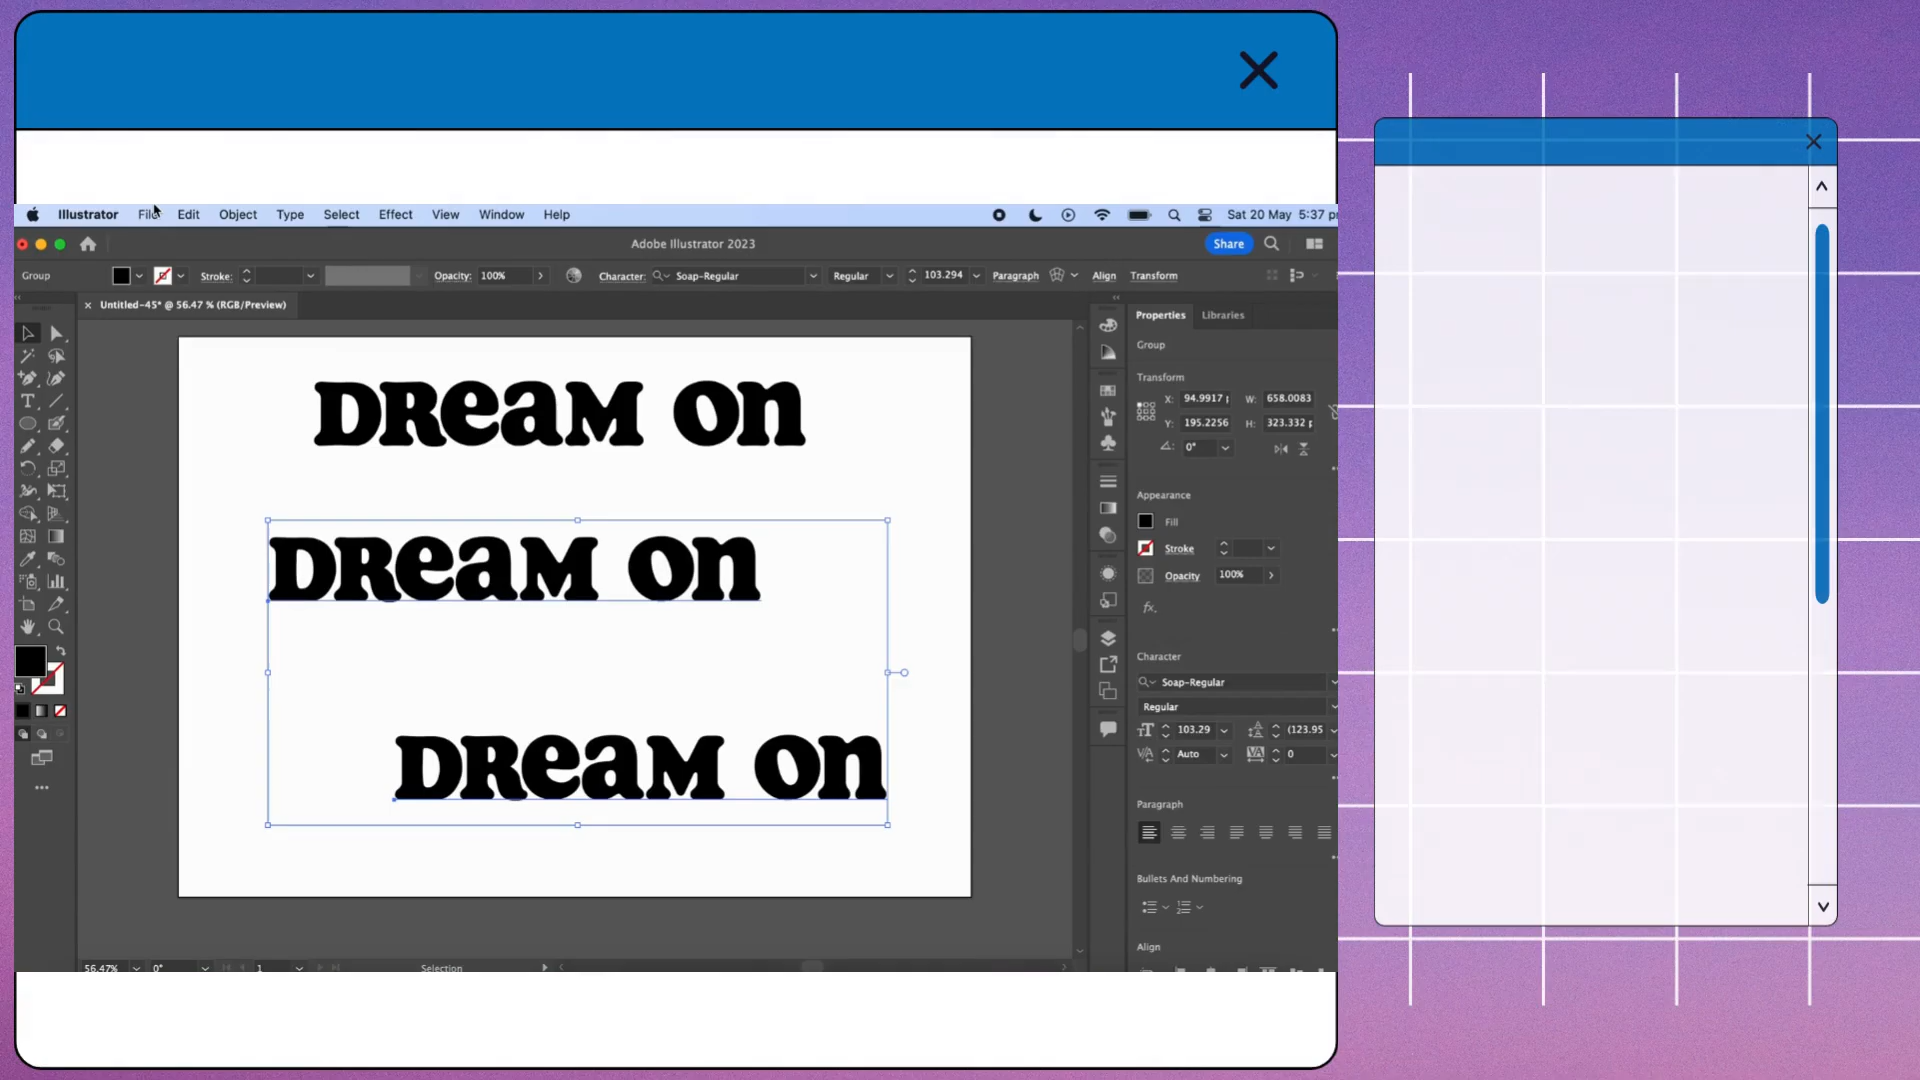 Illustrator File Edit Object Type Select Effect View Window Help Sat 20 May 5:37
Adobe Illustrator 2023 Share
Group Stroke: Opacity: 100% Character: Soap-Regular Regular 103.294 Paragraph Align Transform
Untitled-45* @ 56.47 % (RGB/Preview)
Properties Libraries
Group
Transform
X: 94.9917 W: 658.0083
Y: 195.2256 H: 323.332
0°
DREAM ON
Appearance
Fill
Stroke
Opacity 100%
fx.
DREAM ON
Character
Soap-Regular
Regular
103.29 (123.95
Auto 0
DREAM ON
Paragraph
Bullets And Numbering
Align
56.47% 0° 1 Selection